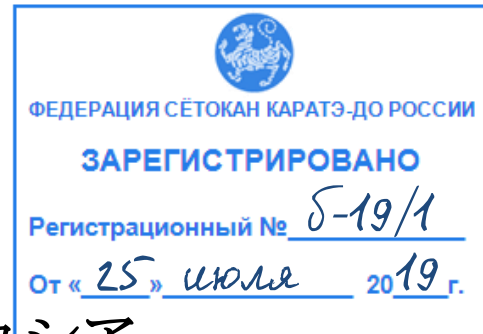 ФЕДЕРАЦИЯ СЁТОКАН КАРАТЭ-ДО РОССИИ
ЗАРЕГИСТРИРОВАНО
Регистрационный № б-19/1
От «25» июля 2019 г.